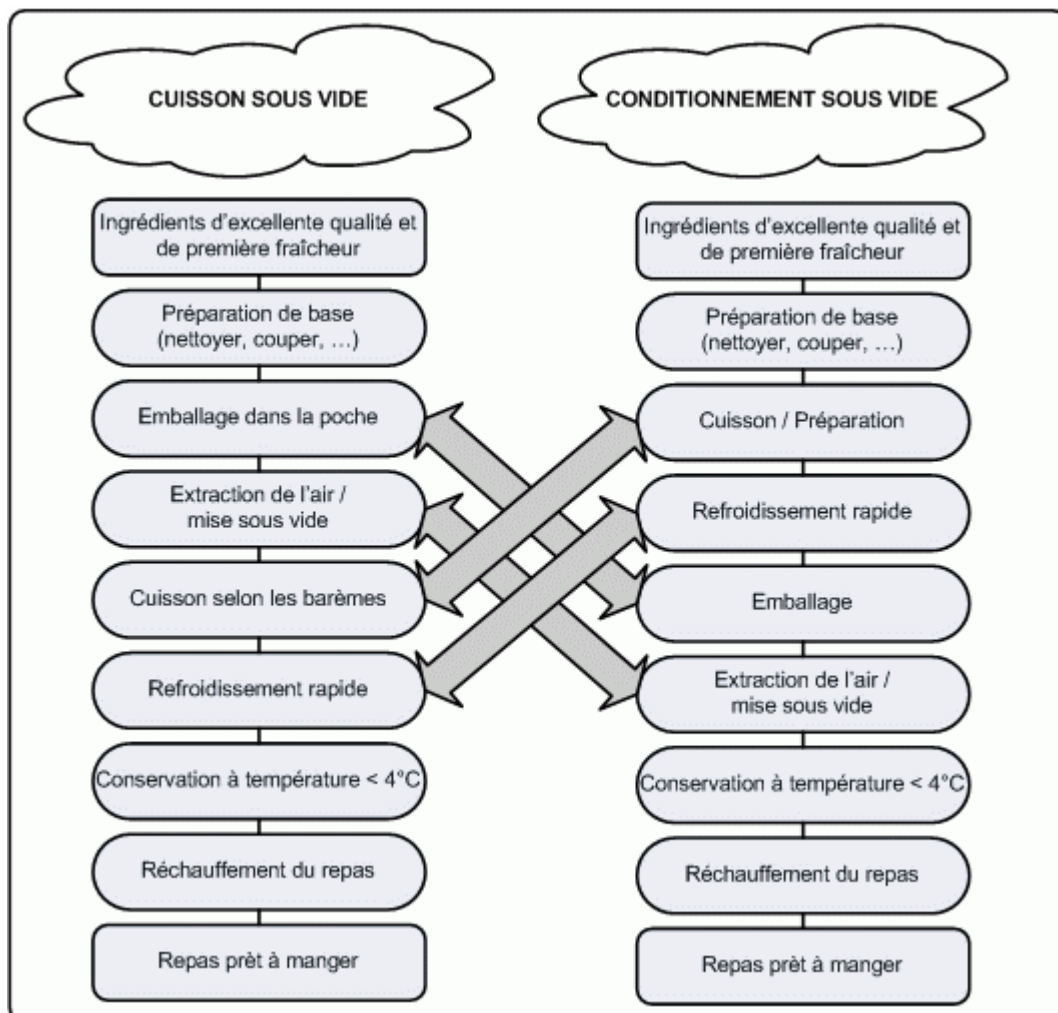 CUISSON SOUS VIDE
Ingrédients d'excellente qualité et
de première fraîcheur
Préparation de base
(nettoyer, couper, …)
Emballage dans la poche
Extraction de l'air /
mise sous vide
Cuisson selon les barèmes
Refroidissement rapide
Conservation à température < 4°C
Réchauffement du repas
Repas prèt à manger
CONDITIONNEMENT SOUS VIDE
Ingrédients d'excellente qualité et
de première fraîcheur
Préparation de base
(nettoyer, couper, …)
Cuisson / Préparation
Refroidissement rapide
Emballage
Extraction de l'air /
mise sous vide
Conservation à température < 4°C
Réchauffement du repas
Repas prèt à manger